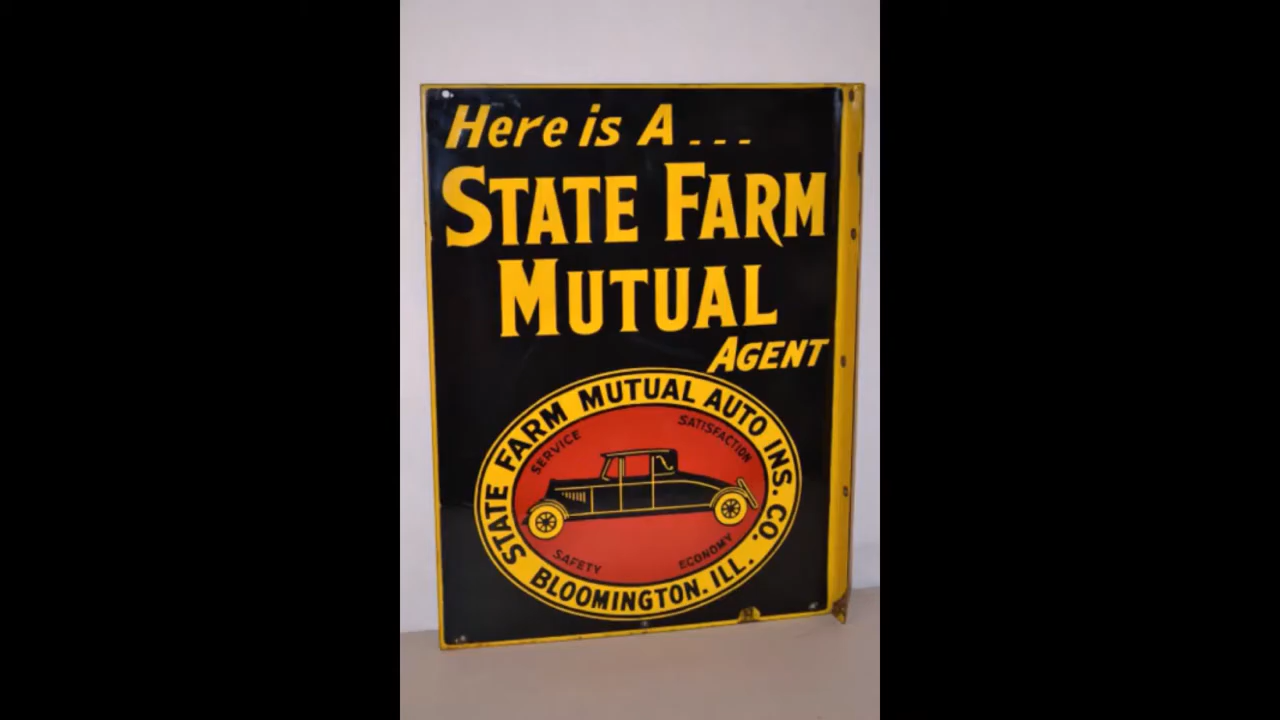 Here is A ---
STATE FARM
MUTUAL
AGENT
STATE FARM MUTUAL AUTO INS. CO.
SERVICE
SATISFACTION
SAFETY
ECONOMY
BLOOMINGTON. ILL.